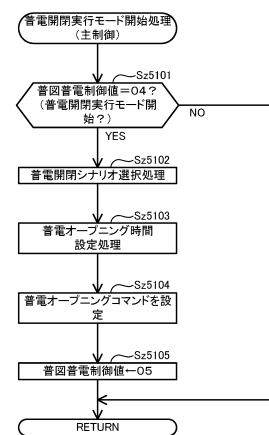 普電開閉実行モード開始処理
(主制御)
Sz5101
普図普電制御値=04?
(普電開閉実行モード開
始?)
NO
YES
Sz5102
普電開閉シナリオ選択処理
Sz5103
普電オープニング時間
設定処理
Sz5104
普電オープニングコマンドを設
定
Sz5105
普図普電制御値←05
RETURN